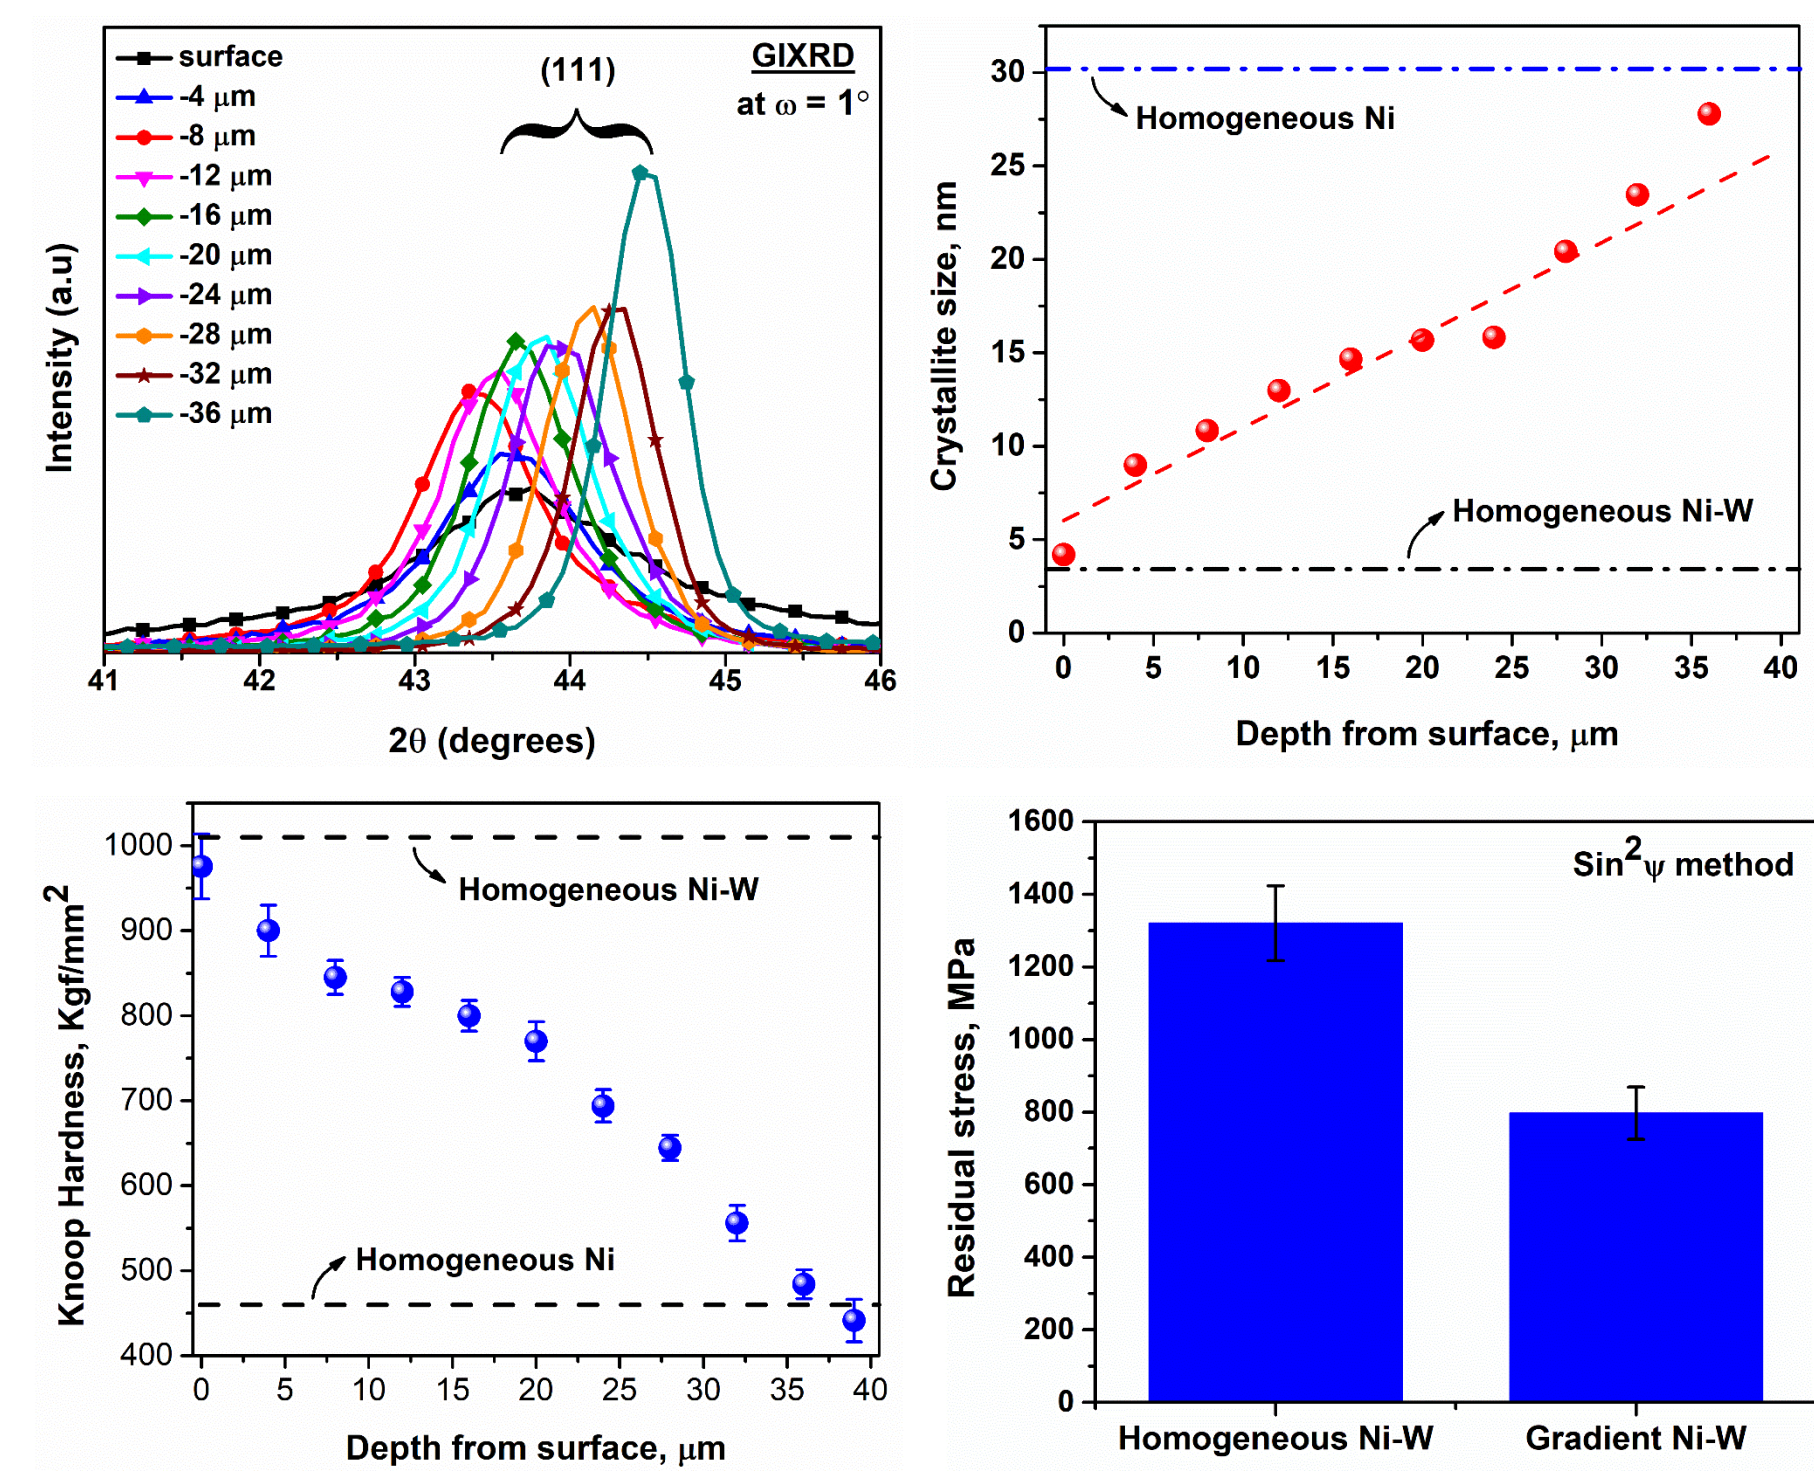 surface
-4 μm
-8 μm
-12 μm
-16 μm
-20 μm
-24 μm
-28 μm
-32 μm
-36 μm
(111)
GIXRD
at ω = 1°
Intensity (a.u)
41 42 43 44 45 46
2θ (degrees)
Crystallite size, nm
30
25
20
15
10
5
0
Homogeneous Ni
Homogeneous Ni-W
0 5 10 15 20 25 30 35 40
Depth from surface, μm
Knoop Hardness, Kgf/mm²
1000
900
800
700
600
500
400
Homogeneous Ni-W
Homogeneous Ni
0 5 10 15 20 25 30 35 40
Depth from surface, μm
Residual stress, MPa
1600
1400
1200
1000
800
600
400
200
0
Sin²ψ method
Homogeneous Ni-W Gradient Ni-W